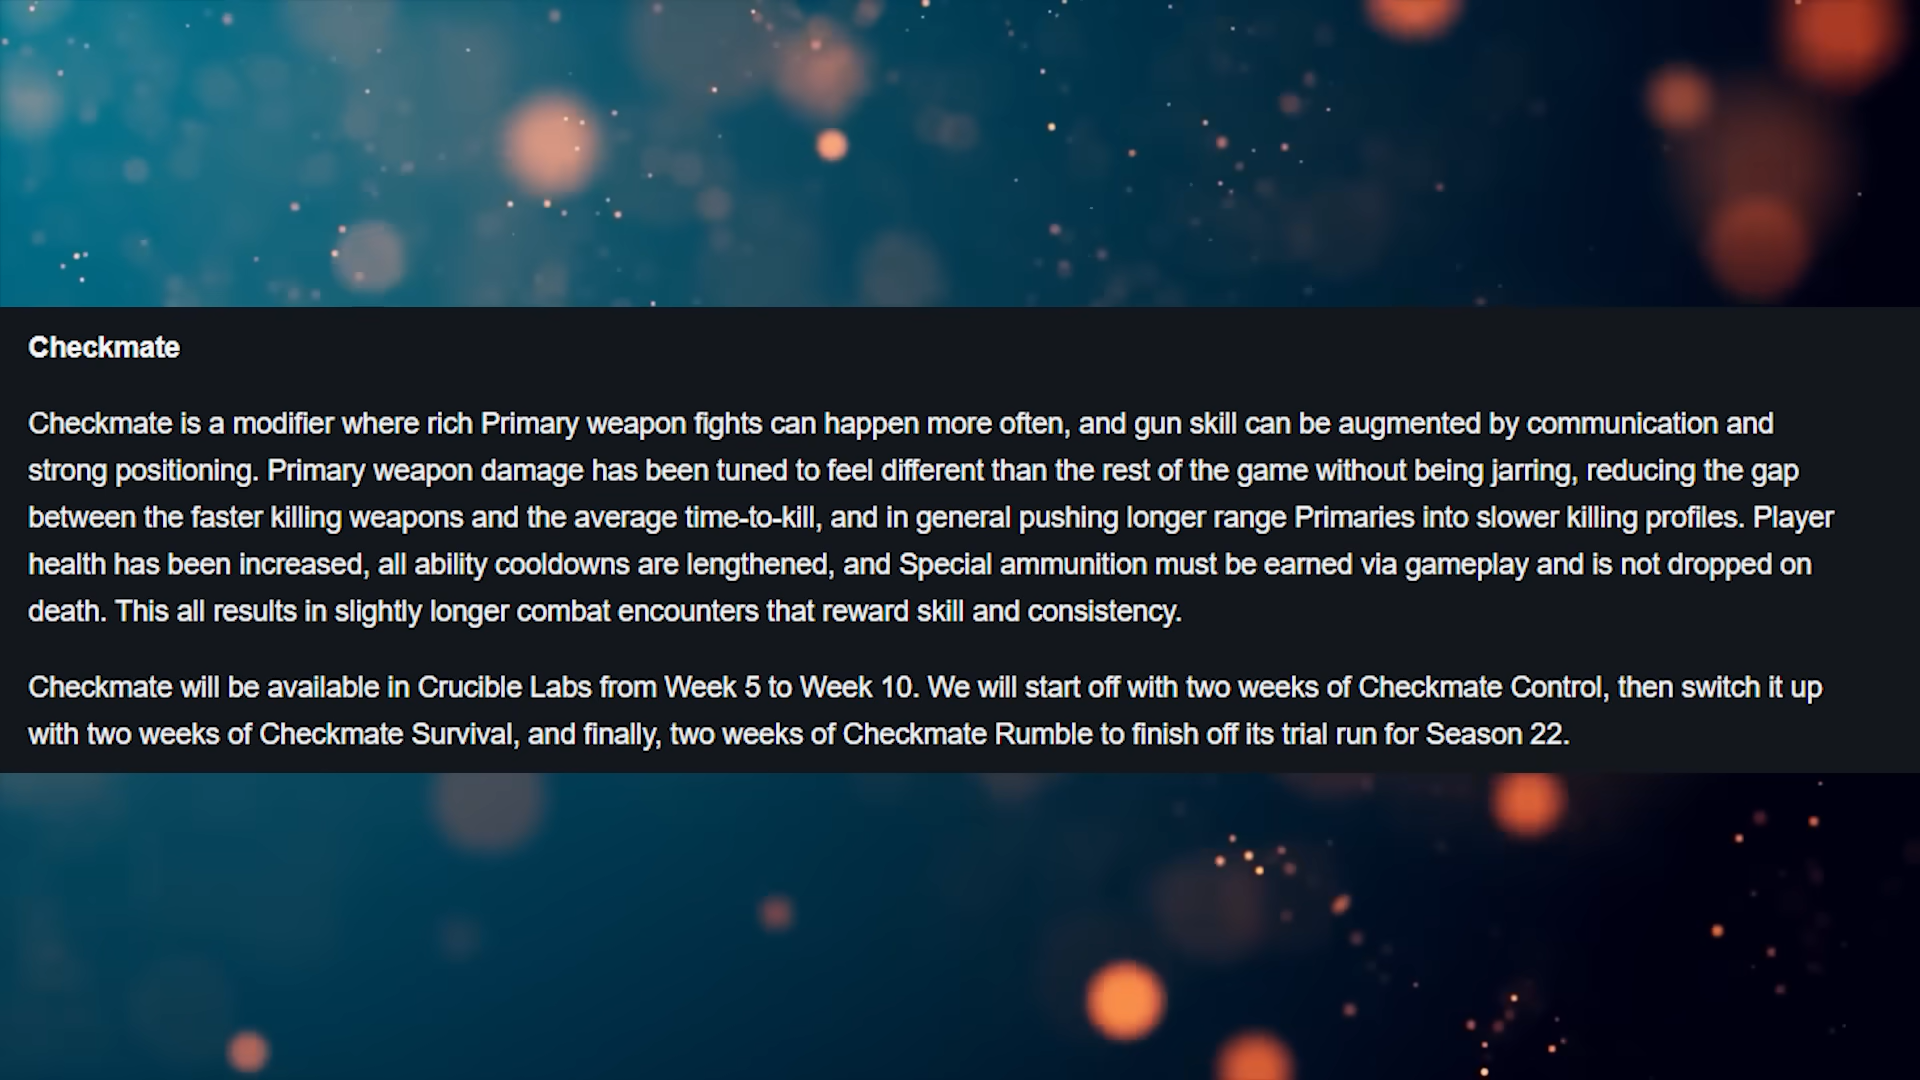 Checkmate
Checkmate is a modifier where rich Primary weapon fights can happen more often, and gun skill can be augmented by communication and
strong positioning. Primary weapon damage has been tuned to feel different than the rest of the game without being jarring, reducing the gap
between the faster killing weapons and the average time-to-kill, and in general pushing longer range Primaries into slower killing profiles. Player
health has been increased, all ability cooldowns are lengthened, and Special ammunition must be earned via gameplay and is not dropped on
death. This all results in slightly longer combat encounters that reward skill and consistency.
Checkmate will be available in Crucible Labs from Week 5 to Week 10. We will start off with two weeks of Checkmate Control, then switch it up
with two weeks of Checkmate Survival, and finally, two weeks of Checkmate Rumble to finish off its trial run for Season 22.